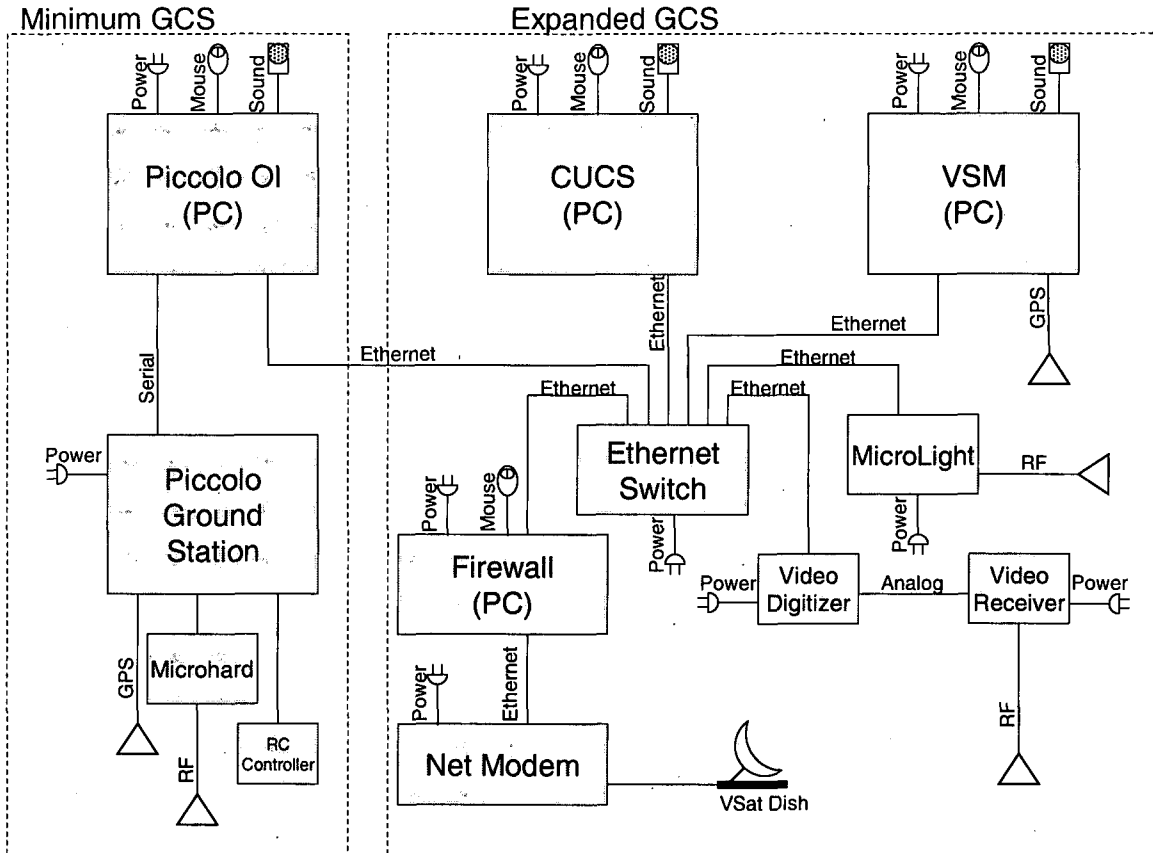 Minimum GCS
Expanded GCS
Power
Mouse
Sound
Power
Mouse
Sound
Power
Mouse
Sound
Piccolo OI
(PC)
CUCS
(PC)
VSM
(PC)
Serial
Ethernet
Ethernet
Ethernet
GPS
Ethernet
Ethernet
Power
Piccolo
Ground
Station
Ethernet
Switch
Power
MicroLight
RF
Power
Power
Mouse
Firewall
(PC)
Power
Video
Digitizer
Analog
Video
Receiver
Power
GPS
Microhard
RF
RC
Controller
Power
Ethernet
Net Modem
VSat Dish
RF